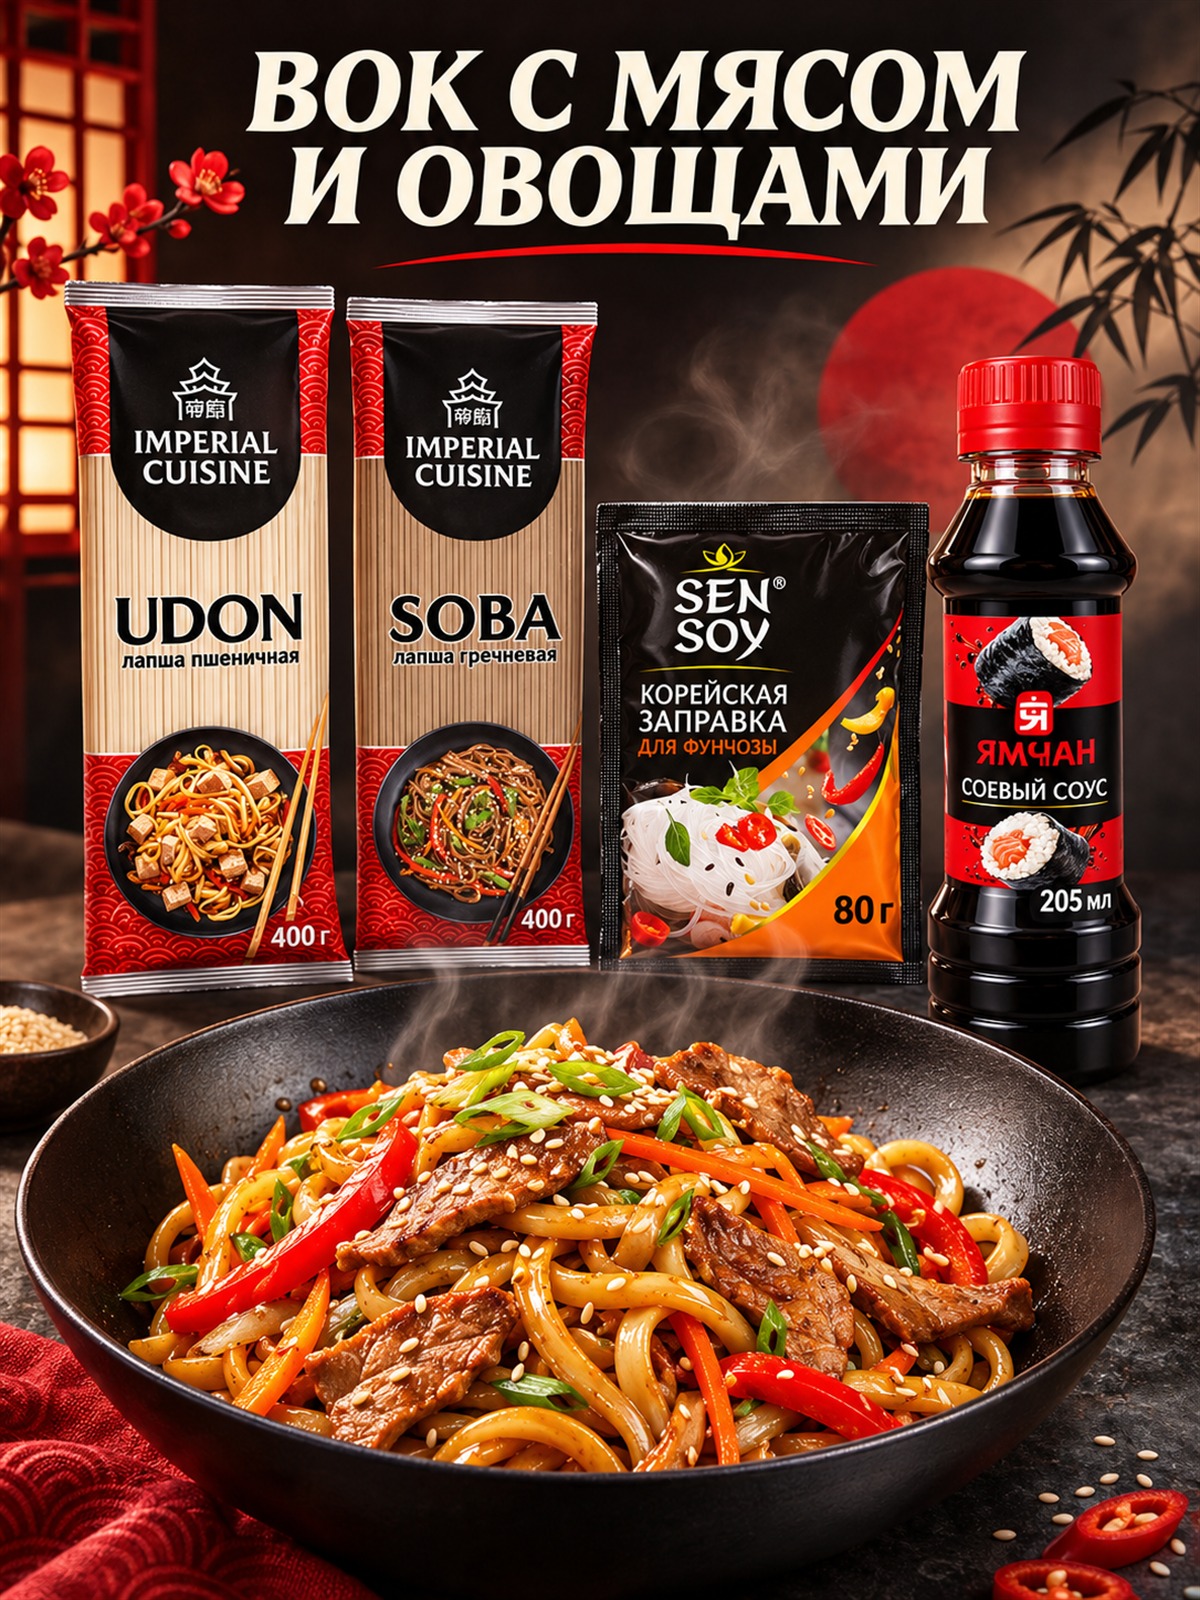 ВОК С МЯСОМ
И ОВОЩАМИ
IMPERIAL
CUISINE
UDON
лапша пшеничная
400 г
IMPERIAL
CUISINE
SOBA
лапша гречневая
400 г
SEN
SOY®
КОРЕЙСКАЯ
ЗАПРАВКА
ДЛЯ ФУНЧОЗЫ
80 г
ЯМЧАН
СОЕВЫЙ СОУС
205 мл